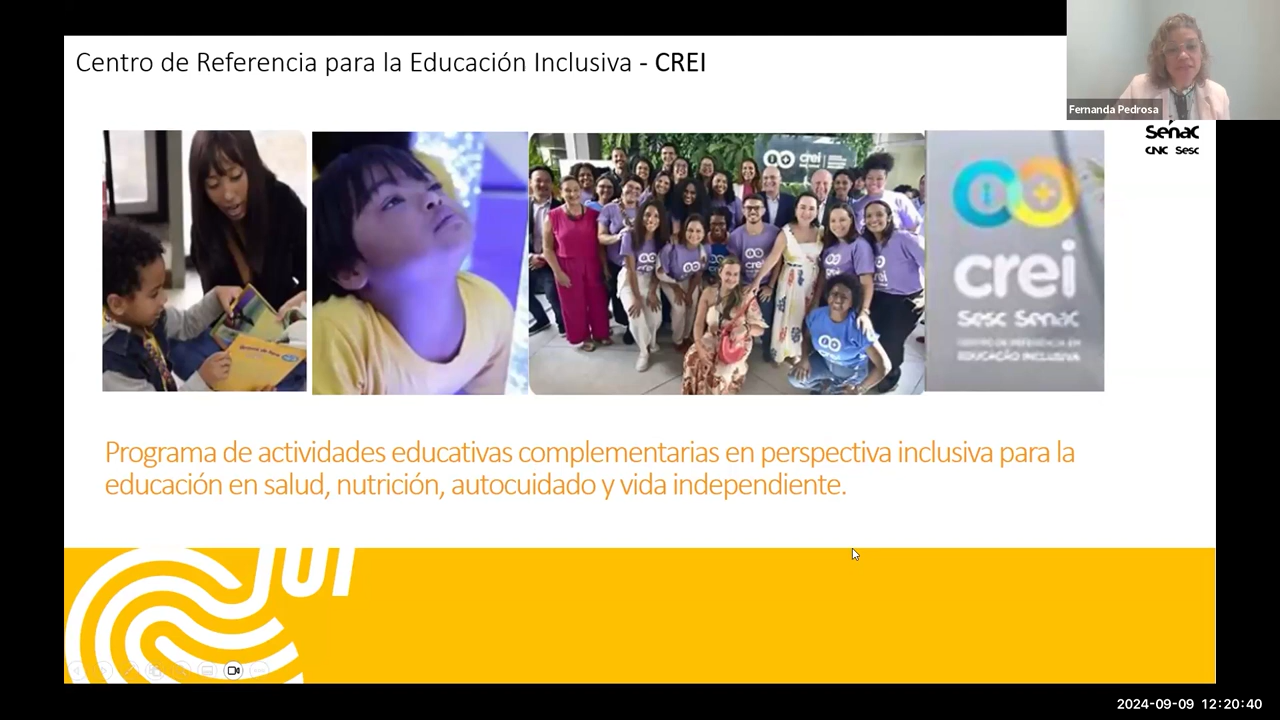 Centro de Referencia para la Educación Inclusiva - CREI
Fernanda Pedrosa
Senac
CNC Sesc
crei
crei
crei
Sesc Senac
CENTRO DE REFERÊNCIA EM
EDUCAÇÃO INCLUSIVA
Programa de actividades educativas complementarias en perspectiva inclusiva para la
educación en salud, nutrición, autocuidado y vida independiente.
2024-09-09 12:20:40